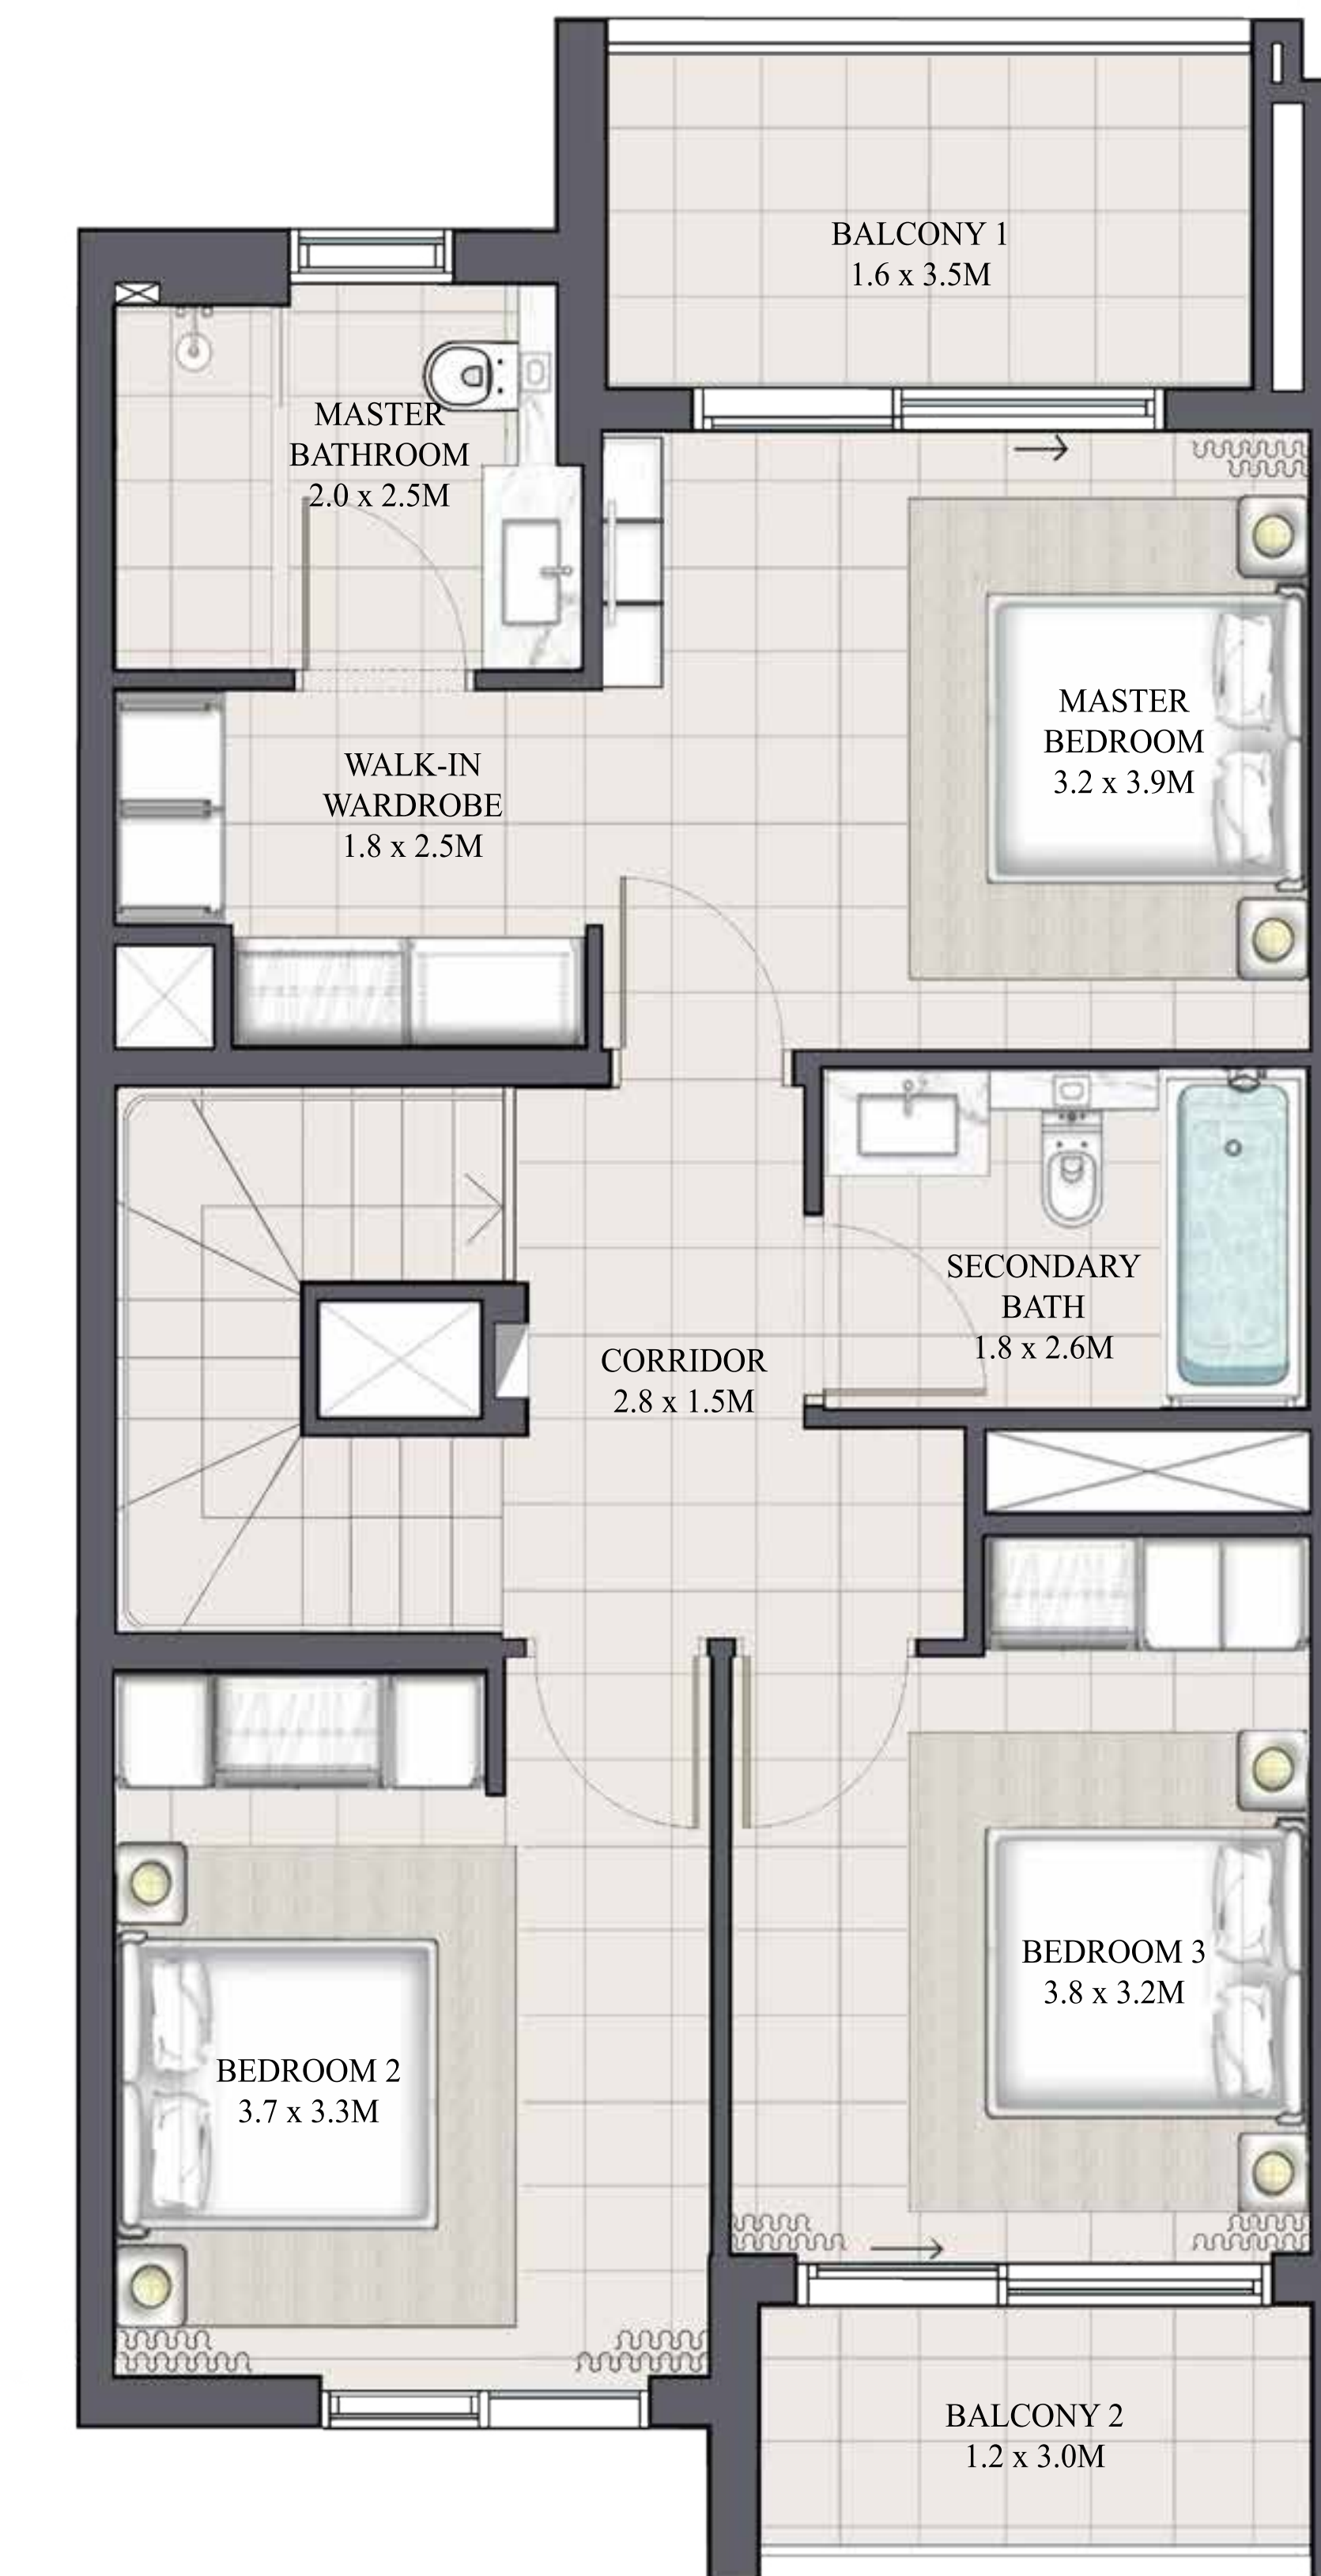 BALCONY 1
1.6 x 3.5M
MASTER
BATHROOM
2.0 x 2.5M
MASTER
BEDROOM
3.2 x 3.9M
WALK-IN
WARDROBE
1.8 x 2.5M
SECONDARY
BATH
1.8 x 2.6M
CORRIDOR
2.8 x 1.5M
BEDROOM 3
3.8 x 3.2M
BEDROOM 2
3.7 x 3.3M
BALCONY 2
1.2 x 3.0M